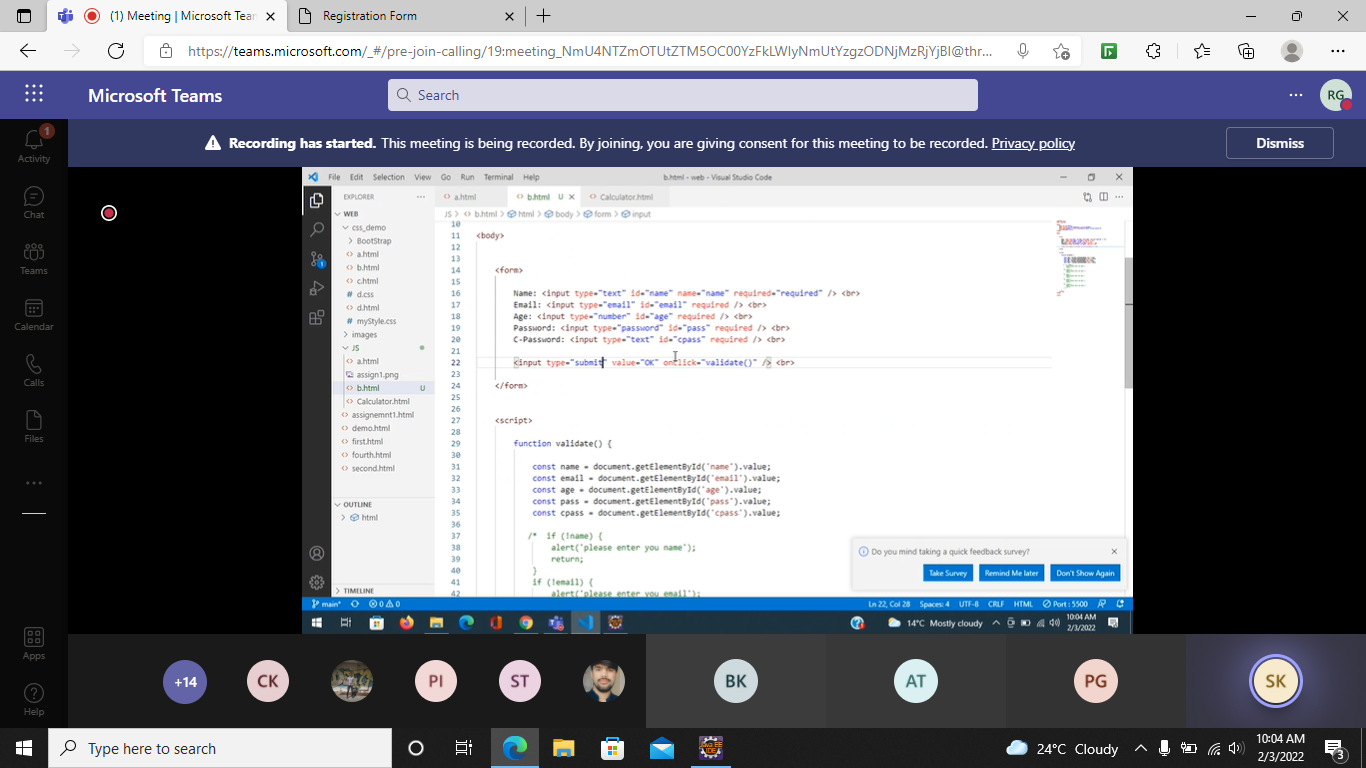 (1) Meeting | Microsoft Tean
Registration Form
https://teams.microsoft.com/_#/pre-join-calling/19:meeting_NmU4NTZmOTUtZTM5OC00YzFkLWIyNmUtYzgzODNjMzRjYjBl@thr...
Microsoft Teams
Search
RG
Recording has started. This meeting is being recorded. By joining, you are giving consent for this meeting to be recorded. Privacy policy
Dismiss
1
Activity
Chat
Teams
Calendar
Calls
Files
Apps
Help
File Edit Selection View Go Run Terminal Help
b.html - web - Visual Studio Code
EXPLORER
WEB
css_demo
BootStrap
a.html
b.html
c.html
# d.css
d.html
# myStyle.css
images
JS
a.html
assign1.png
b.html U
Calculator.html
assignemnt1.html
demo.html
first.html
fourth.html
second.html
OUTLINE
html
TIMELINE
a.html
b.html U
Calculator.html
JS > b.html > html > body > form > input
10
11 <body>
12
13
14 <form>
15
16 Name: <input type="text" id="name" name="name" required="required" /> <br>
17 Email: <input type="email" id="email" required /> <br>
18 Age: <input type="number" id="age" required /> <br>
19 Password: <input type="password" id="pass" required /> <br>
20 C-Password: <input type="text" id="cpass" required /> <br>
21
22 <input type="submit" value="OK" onclick="validate()" /> <br>
23
24 </form>
25
26
27 <script>
28
29 function validate() {
30
31 const name = document.getElementById('name').value;
32 const email = document.getElementById('email').value;
33 const age = document.getElementById('age').value;
34 const pass = document.getElementById('pass').value;
35 const cpass = document.getElementById('cpass').value;
36
37 /* if (!name) {
38 alert('please enter you name');
39 return;
40 }
41 if (!email) {
42 alert('please enter you email');
Do you mind taking a quick feedback survey?
Take Survey
Remind Me later
Don't Show Again
main* 0 0
Ln 22, Col 28 Spaces: 4 UTF-8 CRLF HTML Port : 5500
14°C Mostly cloudy
10:04 AM
2/3/2022
+14
CK
PI
ST
BK
AT
PG
SK
Type here to search
24°C Cloudy
10:04 AM
2/3/2022
3